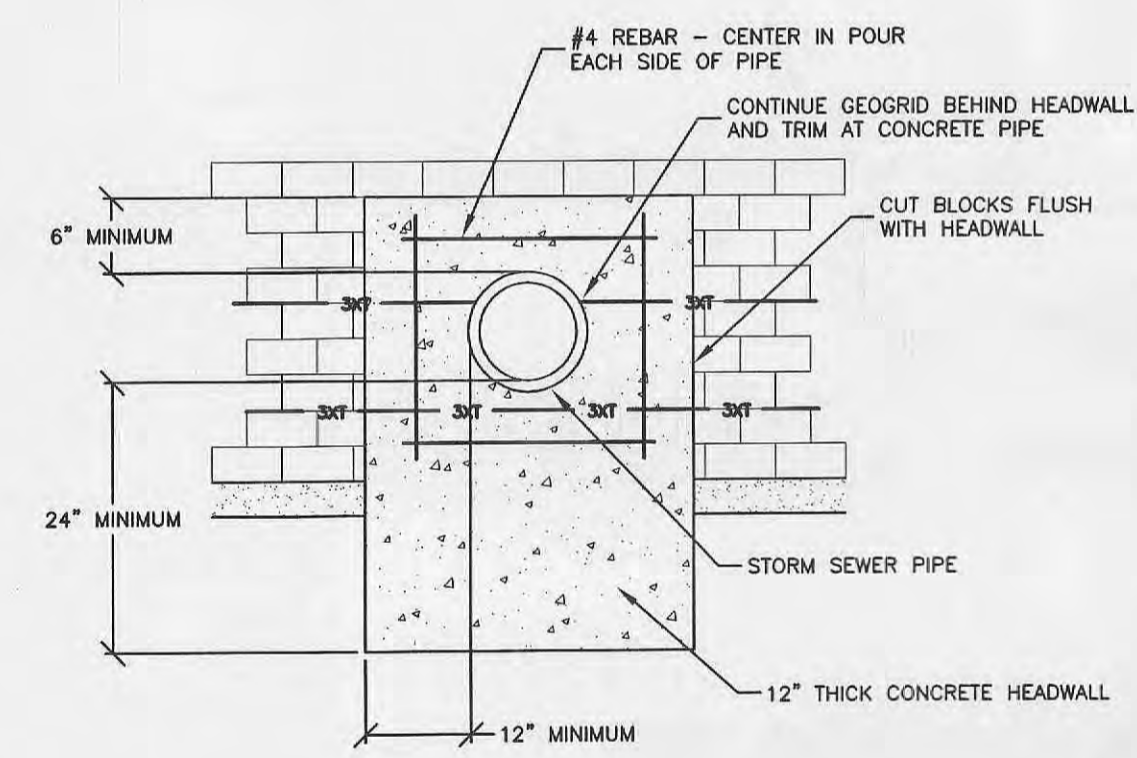 #4 REBAR – CENTER IN POUR
EACH SIDE OF PIPE
CONTINUE GEOGRID BEHIND HEADWALL
AND TRIM AT CONCRETE PIPE
CUT BLOCKS FLUSH
WITH HEADWALL
6" MINIMUM
3XT
3XT
3XT
3XT
3XT
3XT
24" MINIMUM
STORM SEWER PIPE
12" THICK CONCRETE HEADWALL
12" MINIMUM